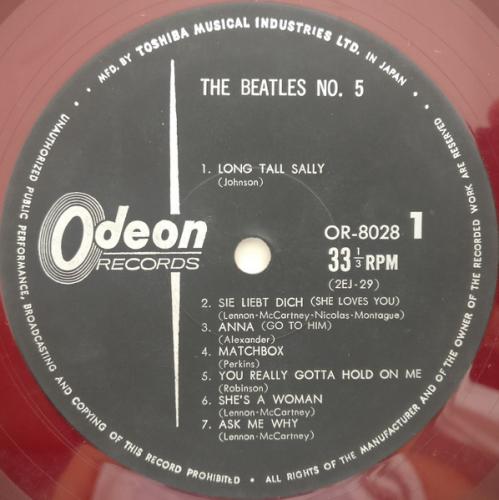 MFD. BY TOSHIBA MUSICAL INDUSTRIES LTD. IN JAPAN •
THE BEATLES NO. 5
1. LONG TALL SALLY
(Johnson)
Odeon
RECORDS
OR-8028 1
33 1/3 RPM
(2EJ-29)
2. SIE LIEBT DICH (SHE LOVES YOU)
(Lennon-McCartney-Nicolas-Montague)
3. ANNA (GO TO HIM)
(Alexander)
4. MATCHBOX
(Perkins)
5. YOU REALLY GOTTA HOLD ON ME
(Robinson)
6. SHE'S A WOMAN
(Lennon-McCartney)
7. ASK ME WHY
(Lennon-McCartney)
UNAUTHORIZED PUBLIC PERFORMANCE, BROADCASTING AND COPYING OF THIS RECORD PROHIBITED • ALL RIGHTS OF THE MANUFACTURER AND OF THE OWNER OF THE RECORDED WORK ARE RESERVED